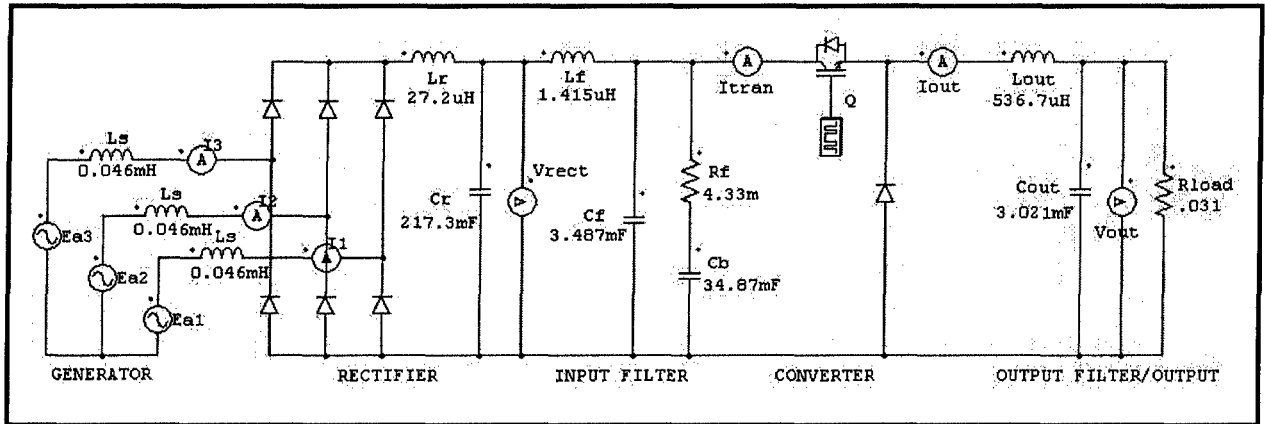 Lr
27.2uH
Lf
1.415uH
A
Itran
Q
A
Iout
Lout
536.7uH
Ls
0.046mH
A
I3
Ls
0.046mH
A
I2
Ls
0.046mH
A
I1
Ea3
Ea2
Ea1
Cr
217.3mF
Vrect
Cf
3.487mF
Rf
4.33m
Cb
34.87mF
Cout
3.021mF
Vout
Rload
.031
GENERATOR
RECTIFIER
INPUT FILTER
CONVERTER
OUTPUT FILTER/OUTPUT